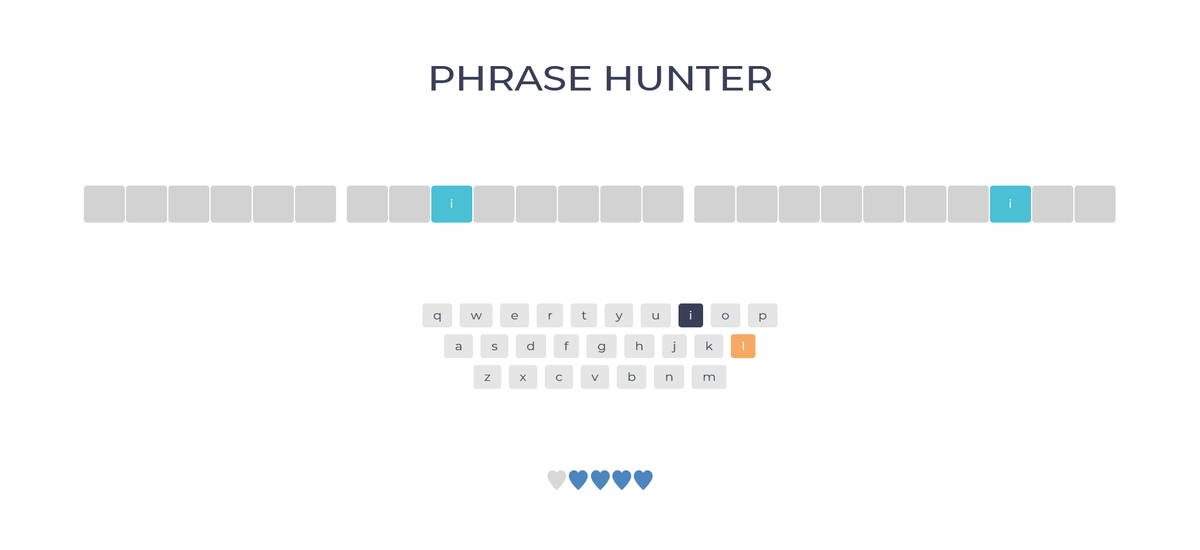 PHRASE HUNTER
i i
q w e r t y u i o p
a s d f g h j k l
z x c v b n m